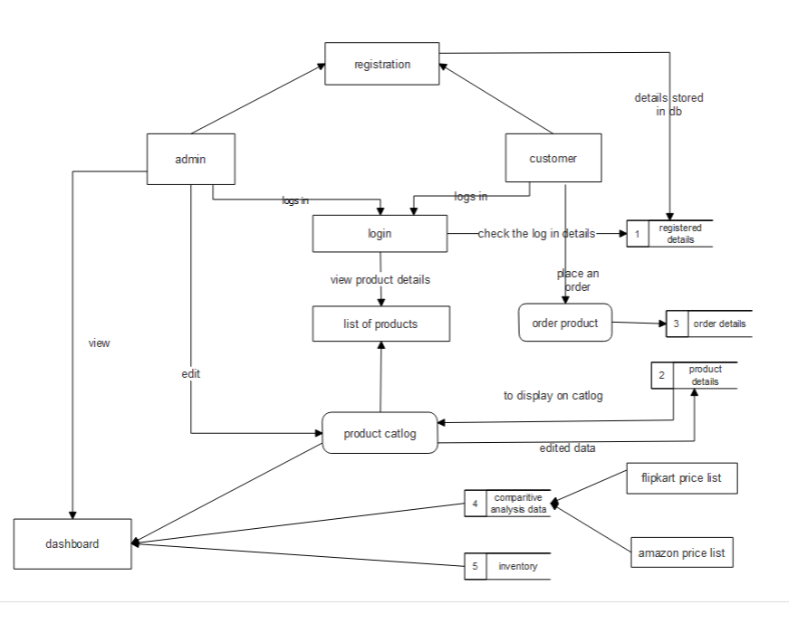 registration
details stored
in db
admin
customer
logs in
logs in
login
check the log in details
1
registered
details
view product details
place an
order
list of products
order product
3
order details
view
edit
2
product
details
to display on catlog
product catlog
edited data
flipkart price list
4
comparitive
analysis data
dashboard
amazon price list
5
inventory